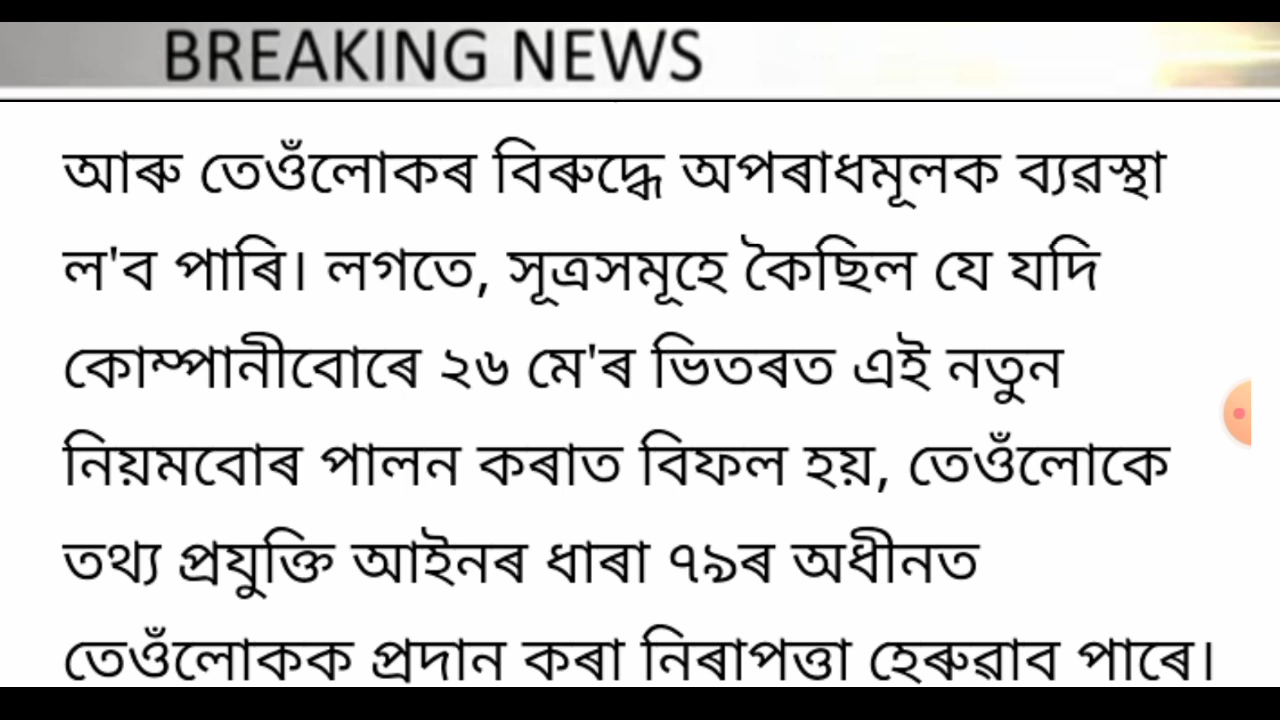 BREAKING NEWS
আৰু তেওঁলোকৰ বিৰুদ্ধে অপৰাধমূলক ব্যৱস্থা
ল'ব পাৰি। লগতে, সূত্ৰসমূহে কৈছিল যে যদি
কোম্পানীবোৰে ২৬ মে'ৰ ভিতৰত এই নতুন
নিয়মবোৰ পালন কৰাত বিফল হয়, তেওঁলোকে
তথ্য প্ৰযুক্তি আইনৰ ধাৰা ৭৯ৰ অধীনত
তেওঁলোকক প্ৰদান কৰা নিৰাপত্তা হেৰুৱাব পাৰে।